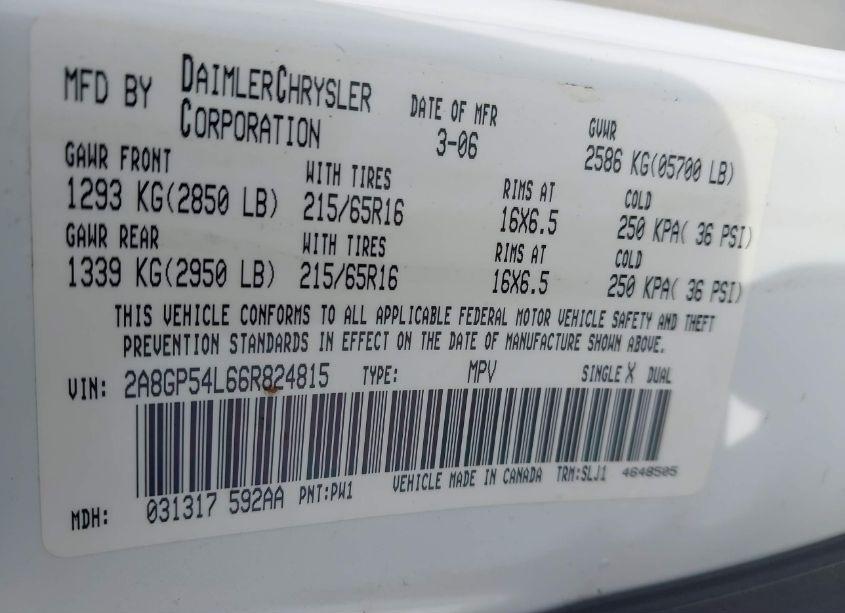 MFD BY DAIMLERCHRYSLER CORPORATION
DATE OF MFR 3-06
GVWR 2586 KG(05700 LB)
GAWR FRONT WITH TIRES RIMS AT COLD
1293 KG(2850 LB) 215/65R16 16X6.5 250 KPA( 36 PSI)
GAWR REAR WITH TIRES RIMS AT COLD
1339 KG(2950 LB) 215/65R16 16X6.5 250 KPA( 36 PSI)
THIS VEHICLE CONFORMS TO ALL APPLICABLE FEDERAL MOTOR VEHICLE SAFETY AND THEFT
PREVENTION STANDARDS IN EFFECT ON THE DATE OF MANUFACTURE SHOWN ABOVE.
VIN: 2A8GP54L66R824815 TYPE: MPV SINGLE X DUAL
MDH: 031317 592AA PNT:PW1 VEHICLE MADE IN CANADA TRM:SLJ1 4648505